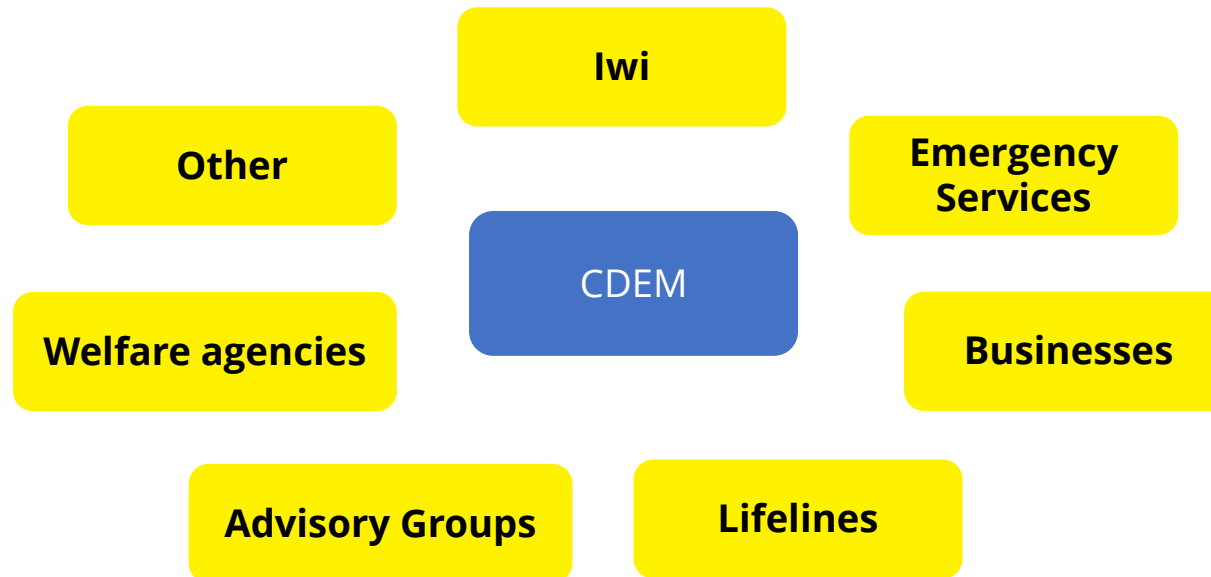 Iwi
Other
Emergency
Services
CDEM
Welfare agencies
Businesses
Advisory Groups
Lifelines